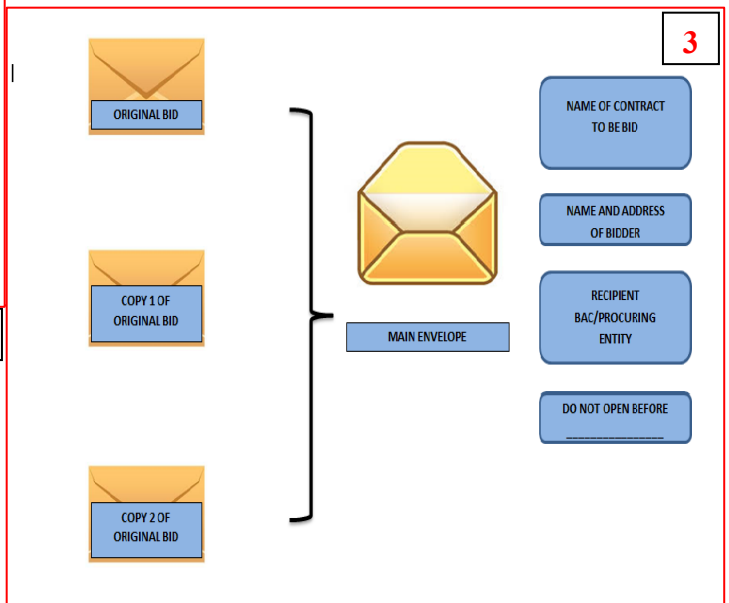 3
ORIGINAL BID
COPY 1 OF
ORIGINAL BID
COPY 2 OF
ORIGINAL BID
MAIN ENVELOPE
NAME OF CONTRACT
TO BE BID
NAME AND ADDRESS
OF BIDDER
RECIPIENT
BAC/PROCURING
ENTITY
DO NOT OPEN BEFORE
________________